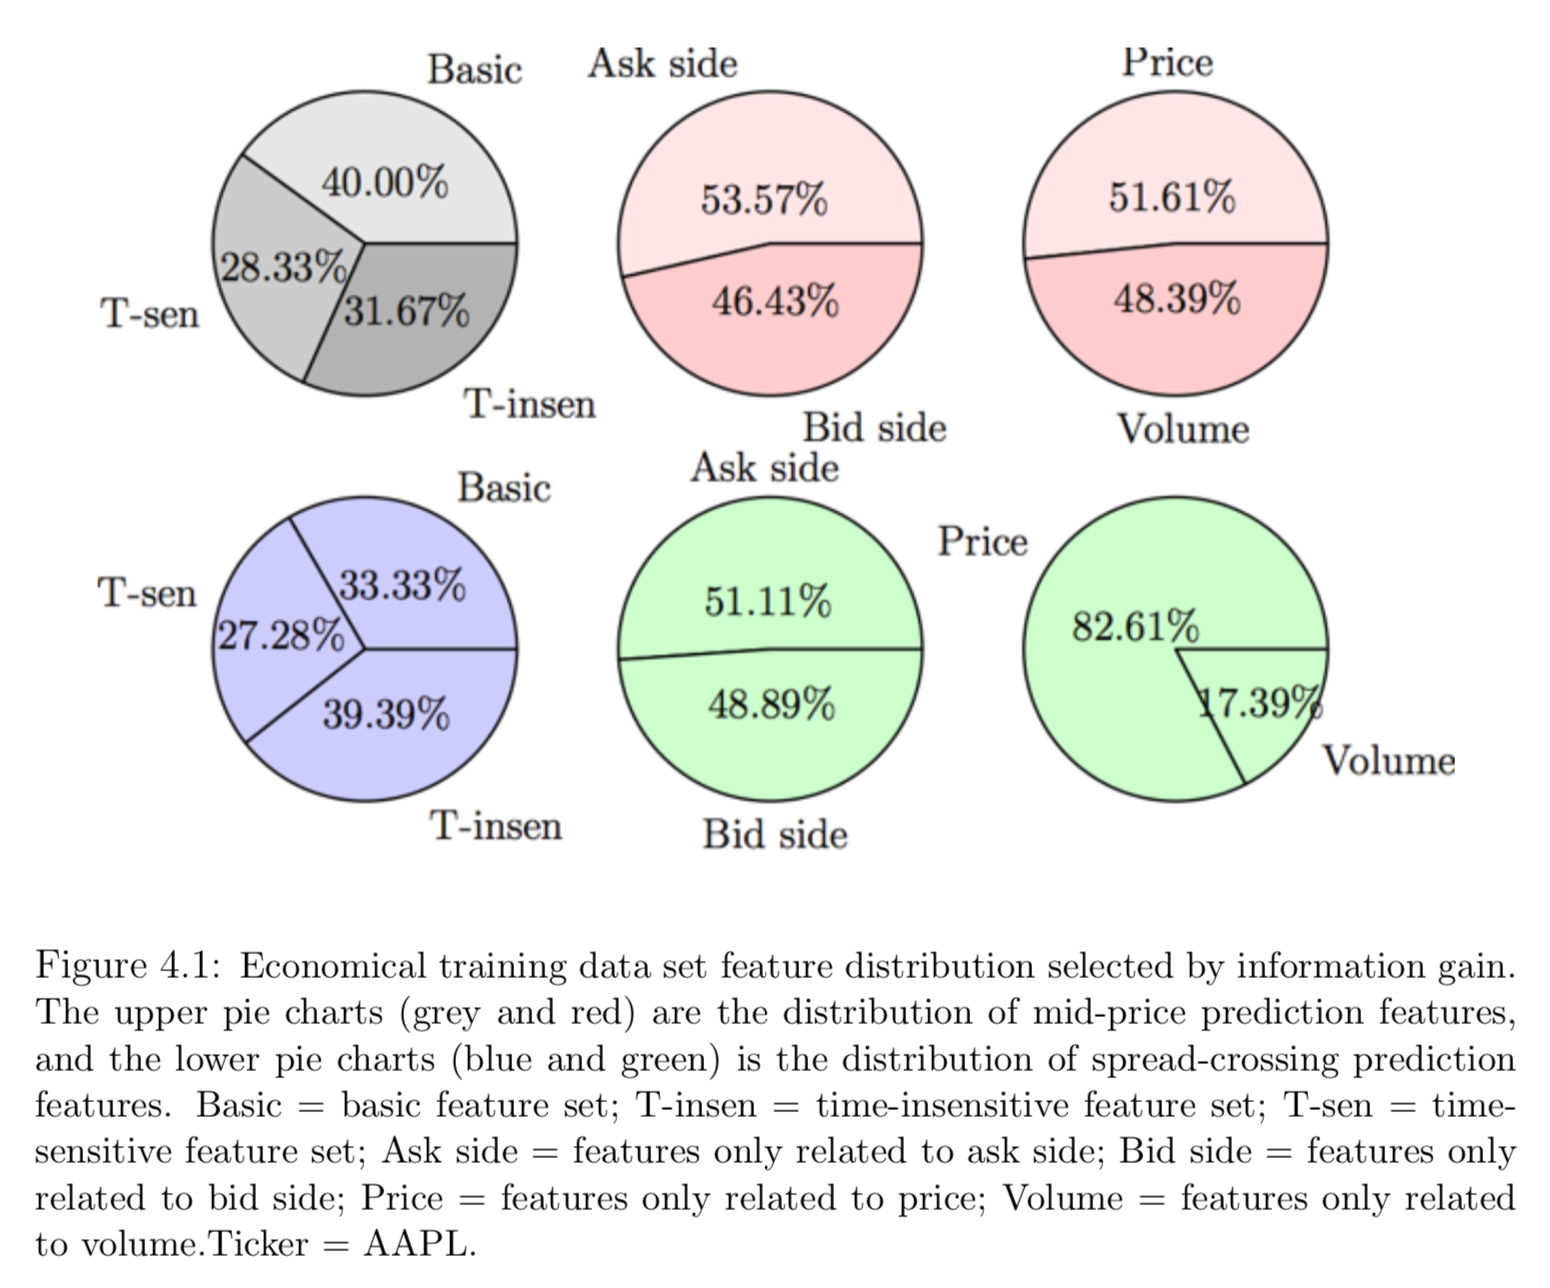 Basic
Ask side
Price
40.00%
53.57%
51.61%
28.33%
T-sen
31.67%
46.43%
48.39%
T-insen
Bid side
Volume
Basic
Ask side
Price
T-sen
33.33%
51.11%
82.61%
27.28%
39.39%
48.89%
17.39%
Volume
T-insen
Bid side
Figure 4.1: Economical training data set feature distribution selected by information gain.
The upper pie charts (grey and red) are the distribution of mid-price prediction features,
and the lower pie charts (blue and green) is the distribution of spread-crossing prediction
features. Basic = basic feature set; T-insen = time-insensitive feature set; T-sen = time-
sensitive feature set; Ask side = features only related to ask side; Bid side = features only
related to bid side; Price = features only related to price; Volume = features only related
to volume.Ticker = AAPL.